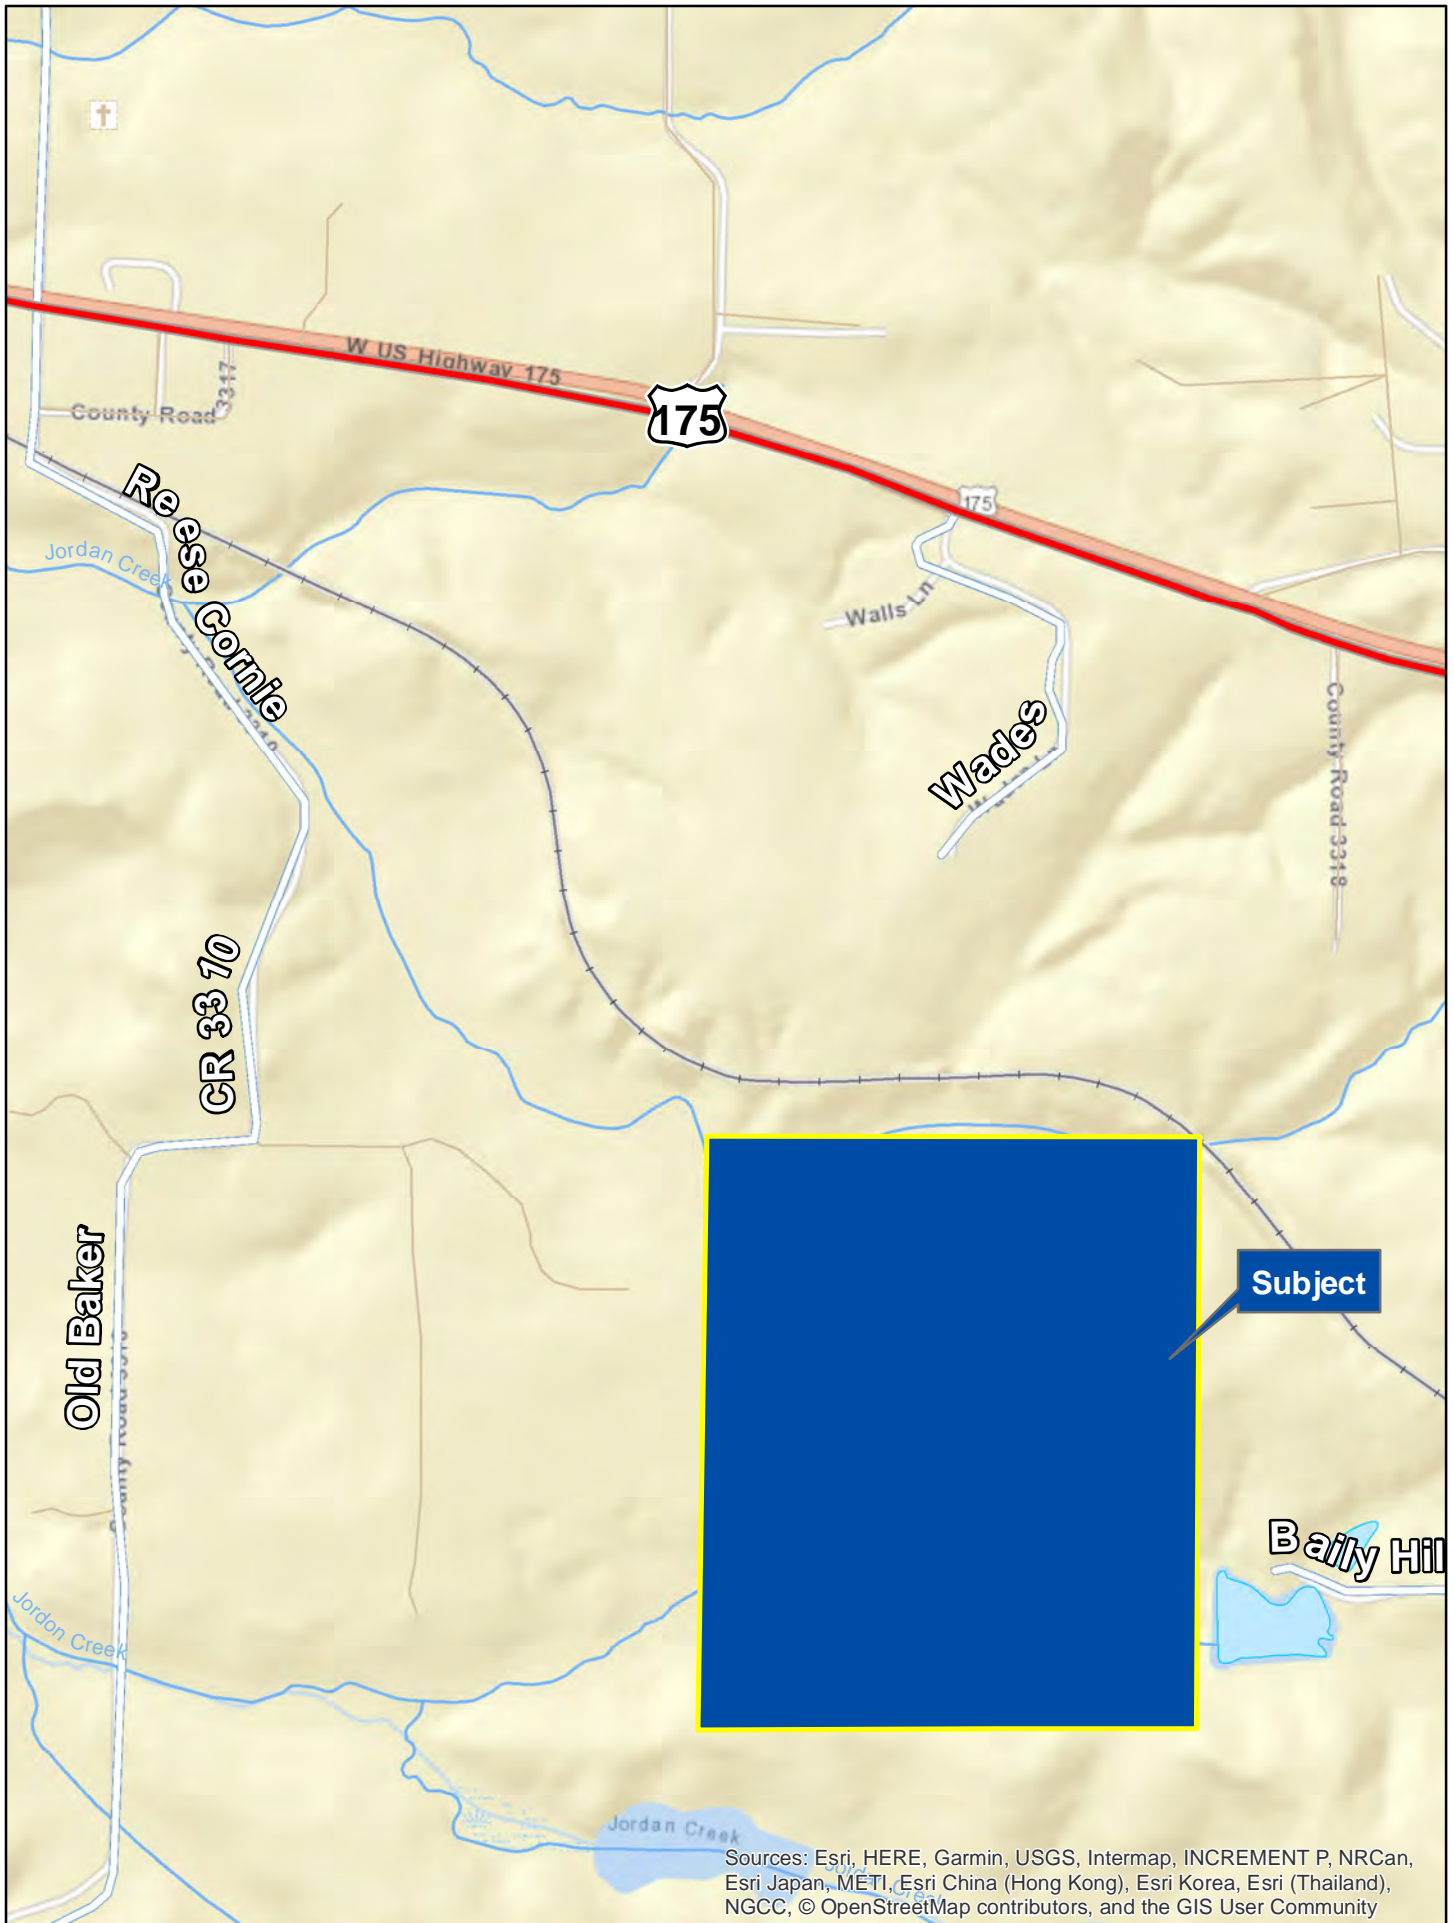 W US Highway 175
175
3317
County Road
175
Reese Cornie
Jordan Creek
Walls Ln
Wades
County Road 3318
CR 33 10
Subject
Old Baker
Baily Hil
Jordon Creek
Jordan Creek
Sources: Esri, HERE, Garmin, USGS, Intermap, INCREMENT P, NRCan,
Esri Japan, METI, Esri China (Hong Kong), Esri Korea, Esri (Thailand),
NGCC, © OpenStreetMap contributors, and the GIS User Community